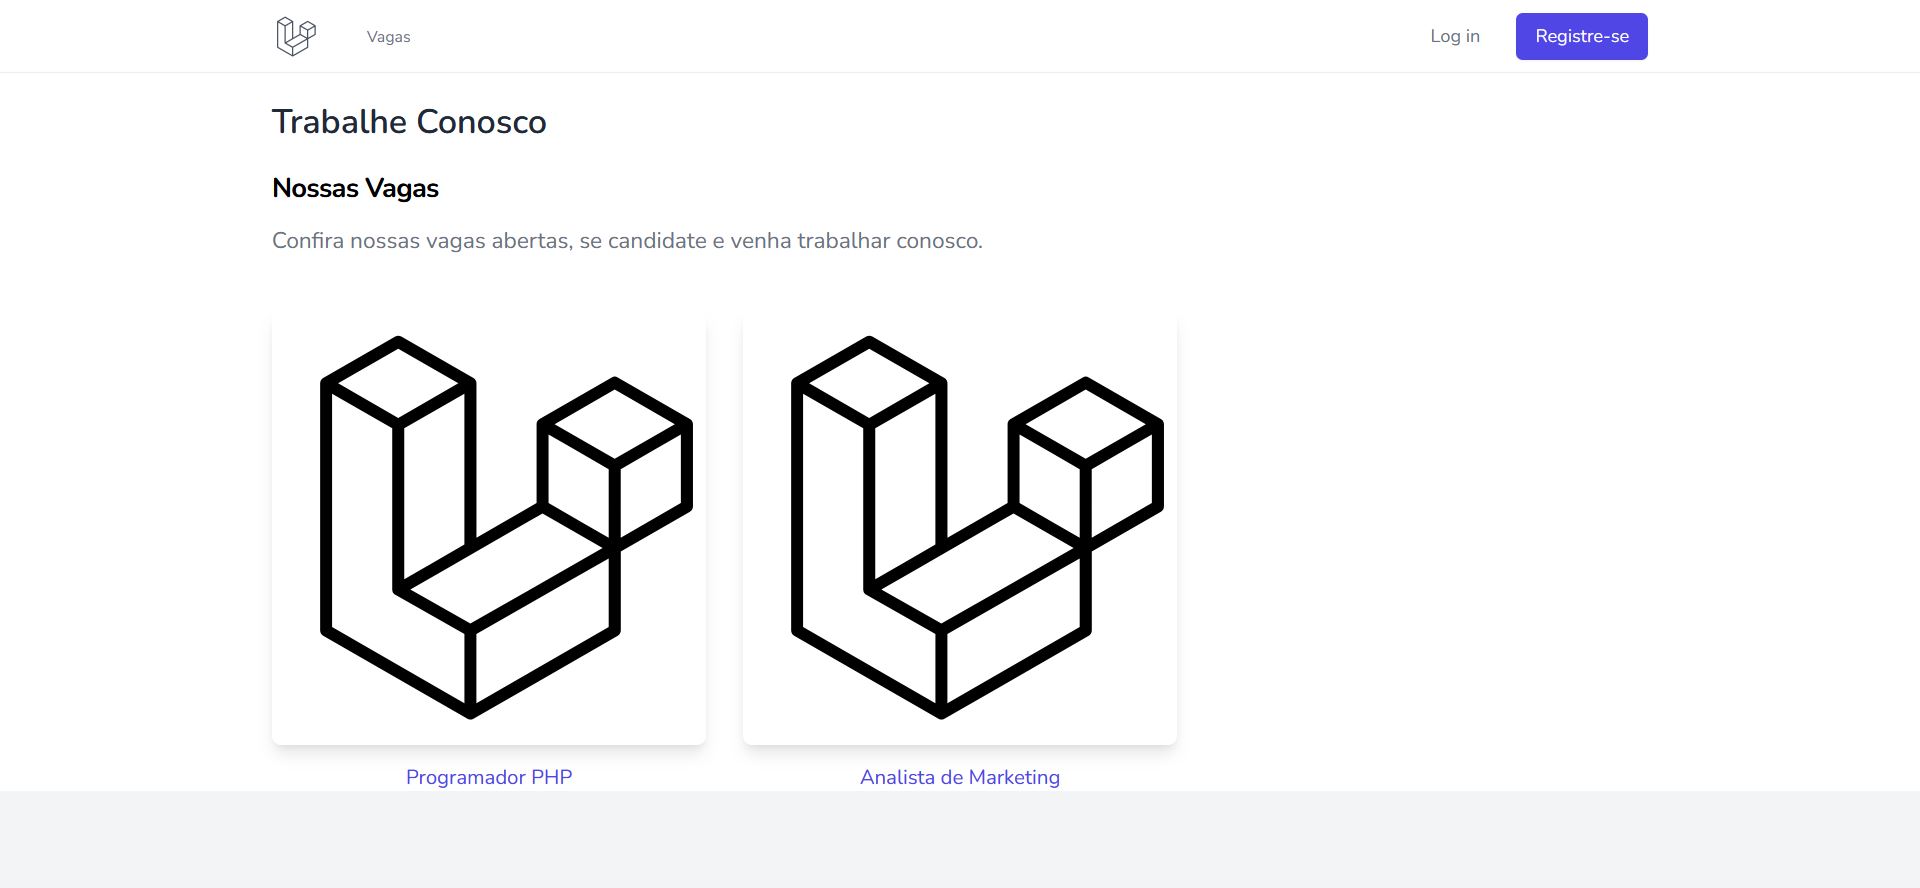 Vagas
Log in
Registre-se
Trabalhe Conosco
Nossas Vagas
Confira nossas vagas abertas, se candidate e venha trabalhar conosco.
Programador PHP
Analista de Marketing